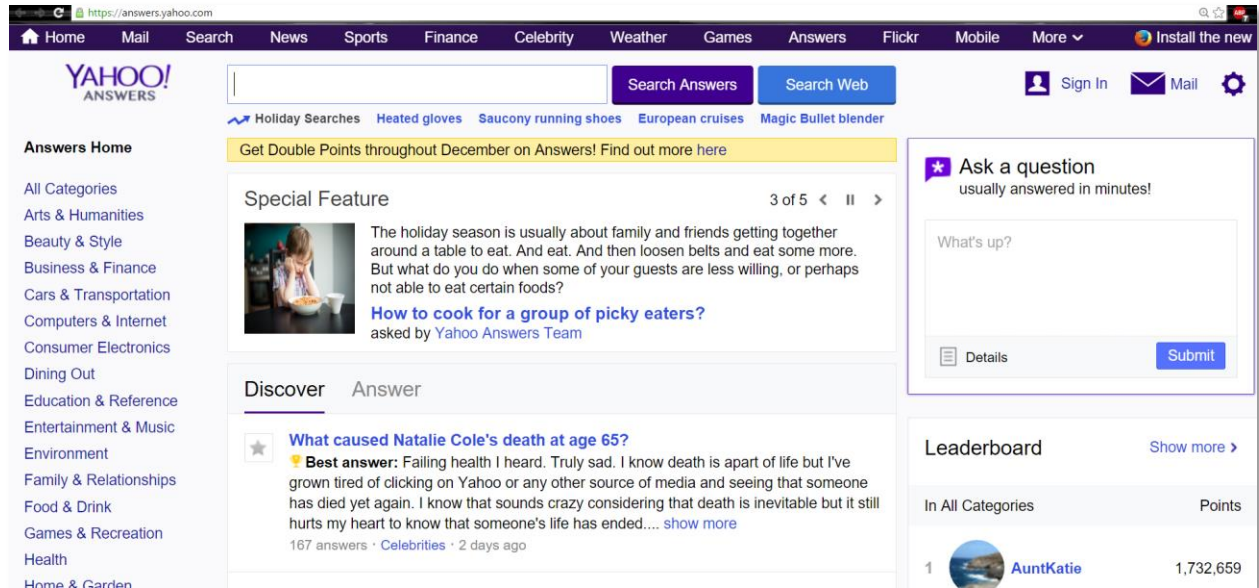 https://answers.yahoo.com
ABP
Home Mail Search News Sports Finance Celebrity Weather Games Answers Flickr Mobile More Install the new
YAHOO!
ANSWERS
Search Answers Search Web
Sign In Mail
Holiday Searches Heated gloves Saucony running shoes European cruises Magic Bullet blender
Answers Home
All Categories
Arts & Humanities
Beauty & Style
Business & Finance
Cars & Transportation
Computers & Internet
Consumer Electronics
Dining Out
Education & Reference
Entertainment & Music
Environment
Family & Relationships
Food & Drink
Games & Recreation
Health
Home & Garden
Get Double Points throughout December on Answers! Find out more here
Special Feature 3 of 5
The holiday season is usually about family and friends getting together
around a table to eat. And eat. And then loosen belts and eat some more.
But what do you do when some of your guests are less willing, or perhaps
not able to eat certain foods?
How to cook for a group of picky eaters?
asked by Yahoo Answers Team
Discover Answer
What caused Natalie Cole's death at age 65?
Best answer: Failing health I heard. Truly sad. I know death is apart of life but I've
grown tired of clicking on Yahoo or any other source of media and seeing that someone
has died yet again. I know that sounds crazy considering that death is inevitable but it still
hurts my heart to know that someone's life has ended.... show more
167 answers · Celebrities · 2 days ago
Ask a question
usually answered in minutes!
What's up?
Details Submit
Leaderboard Show more
In All Categories Points
1 AuntKatie 1,732,659